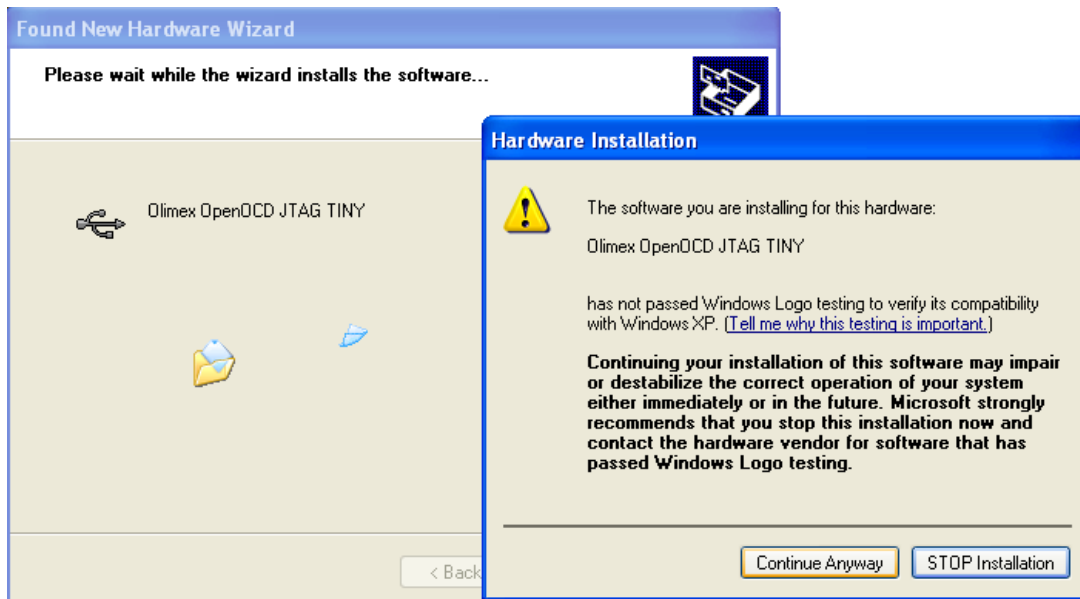 Found New Hardware Wizard
Please wait while the wizard installs the software...
Olimex OpenOCD JTAG TINY
< Back
Hardware Installation
The software you are installing for this hardware:
Olimex OpenOCD JTAG TINY
has not passed Windows Logo testing to verify its compatibility
with Windows XP. (Tell me why this testing is important.)
Continuing your installation of this software may impair
or destabilize the correct operation of your system
either immediately or in the future. Microsoft strongly
recommends that you stop this installation now and
contact the hardware vendor for software that has
passed Windows Logo testing.
Continue Anyway
STOP Installation